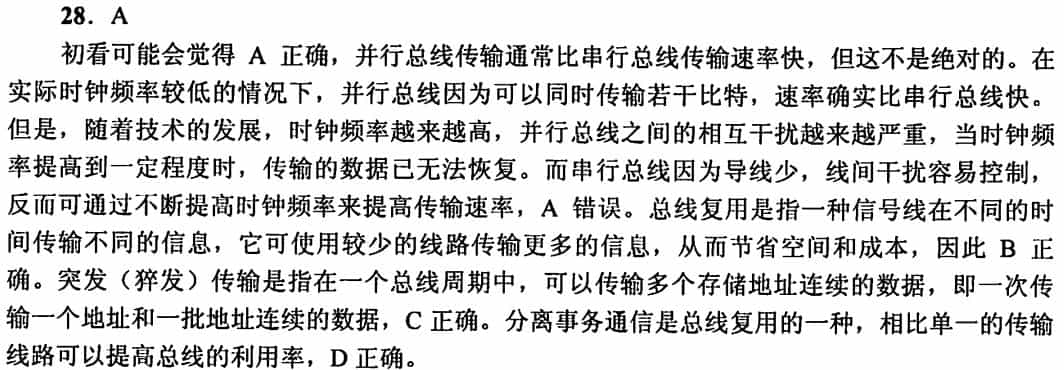 28．A
初看可能会觉得 A 正确，并行总线传输通常比串行总线传输速率快，但这不是绝对的。在
实际时钟频率较低的情况下，并行总线因为可以同时传输若干比特，速率确实比串行总线快。
但是，随着技术的发展，时钟频率越来越高，并行总线之间的相互干扰越来越严重，当时钟频
率提高到一定程度时，传输的数据已无法恢复。而串行总线因为导线少，线间干扰容易控制，
反而可通过不断提高时钟频率来提高传输速率，A 错误。总线复用是指一种信号线在不同的时
间传输不同的信息，它可使用较少的线路传输更多的信息，从而节省空间和成本，因此 B 正
确。突发（猝发）传输是指在一个总线周期中，可以传输多个存储地址连续的数据，即一次传
输一个地址和一批地址连续的数据，C 正确。分离事务通信是总线复用的一种，相比单一的传输
线路可以提高总线的利用率，D 正确。